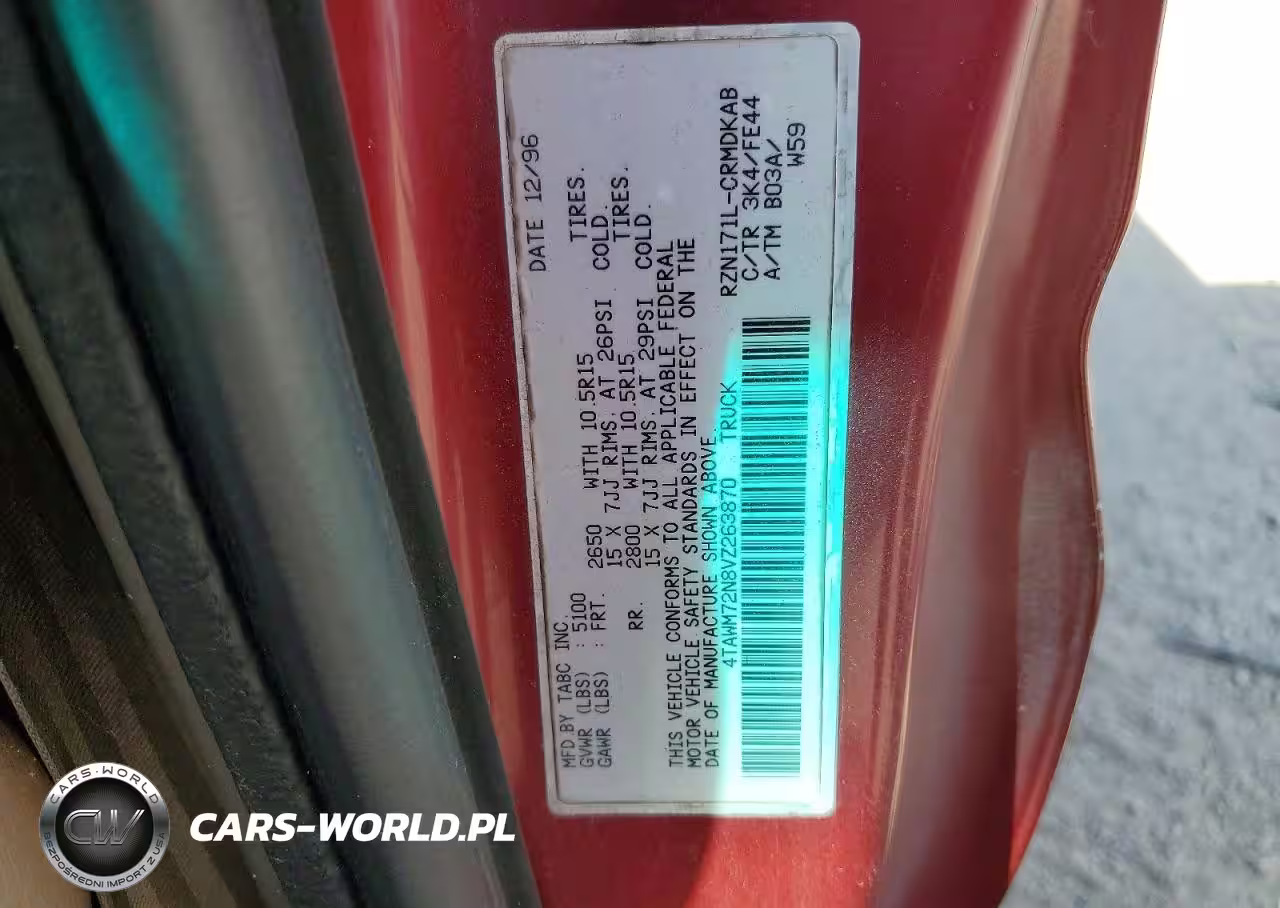 DATE 12/96
MFD.BY TABC INC.
GVWR (LBS) : 5100 WITH 10.5R15 TIRES.
GAWR (LBS) : FRT. 2650
15 X 7JJ RIMS. AT 26PSI COLD.
RR. 2800 WITH 10.5R15 TIRES.
15 X 7JJ RIMS. AT 29PSI COLD.
THIS VEHICLE CONFORMS TO ALL APPLICABLE FEDERAL
MOTOR VEHICLE SAFETY STANDARDS IN EFFECT ON THE
DATE OF MANUFACTURE SHOWN ABOVE.
4TAWM72N8VZ263870 TRUCK
RZN171L-CRMDKAB
C/TR 3K4/FE44
A/TM B03A/
W59
CARS-WORLD
CW
BEZPOŚREDNI IMPORT Z USA
CARS-WORLD.PL